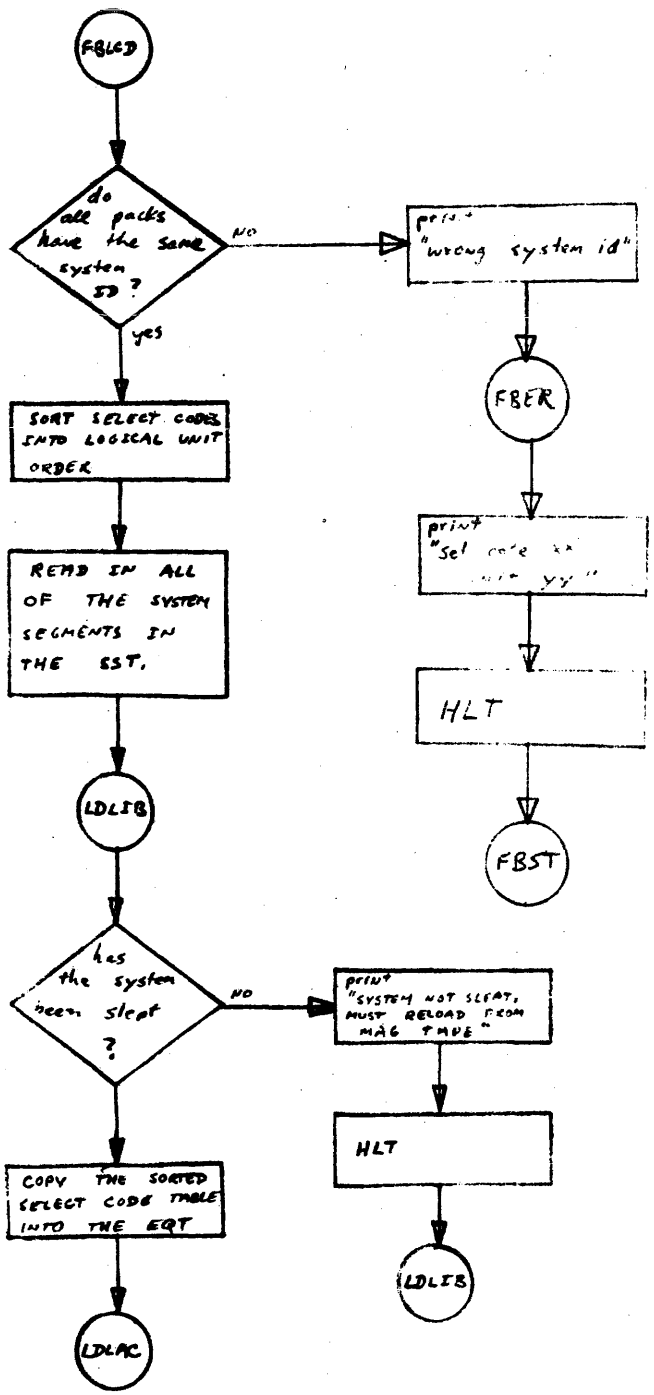 FBLCD
do
all packs
have the same
system
ID?
NO
yes
print
"wrong system id"
FBER
print
"Sel code xx
unit yy"
HLT
FBST
SORT SELECT CODES
INTO LOGICAL UNIT
ORDER
READ IN ALL
OF THE SYSTEM
SEGMENTS IN
THE SST.
LDLIB
has
the system
been slept
?
NO
print
"SYSTEM NOT SLEPT,
MUST RELOAD FROM
MAG TAPE"
HLT
LDLIB
COPY THE SORTED
SELECT CODE TABLE
INTO THE EQT
LDLAC